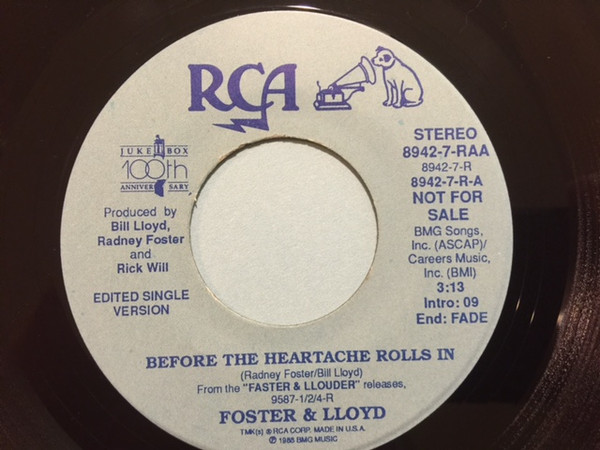 RCA
STEREO
8942-7-RAA
8942-7-R
8942-7-R-A
NOT FOR
SALE
BMG Songs,
Inc. (ASCAP)/
Careers Music,
Inc. (BMI)
3:13
Intro: 09
End: FADE
JUKEBOX
100th
ANNIVERSARY
Produced by
Bill Lloyd,
Radney Foster
and
Rick Will
EDITED SINGLE
VERSION
BEFORE THE HEARTACHE ROLLS IN
(Radney Foster/Bill Lloyd)
From the "FASTER & LLOUDER" releases,
9587-1/2/4-R
FOSTER & LLOYD
TMK(s) ® RCA CORP. MADE IN U.S.A.
℗ 1988 BMG MUSIC